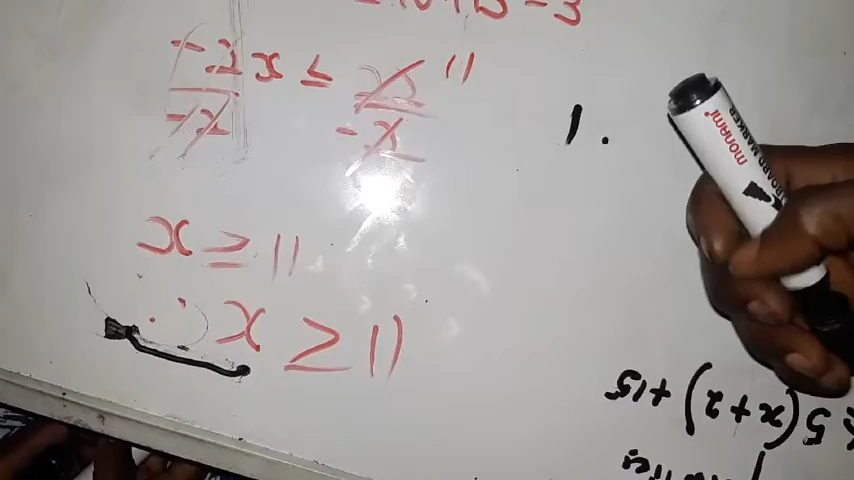 -2x ≤ 22 11
-2 -2
x ≥ 11
∴ x ≥ 11
1.
monami
BOARD MARKER
5(x+2)
+15